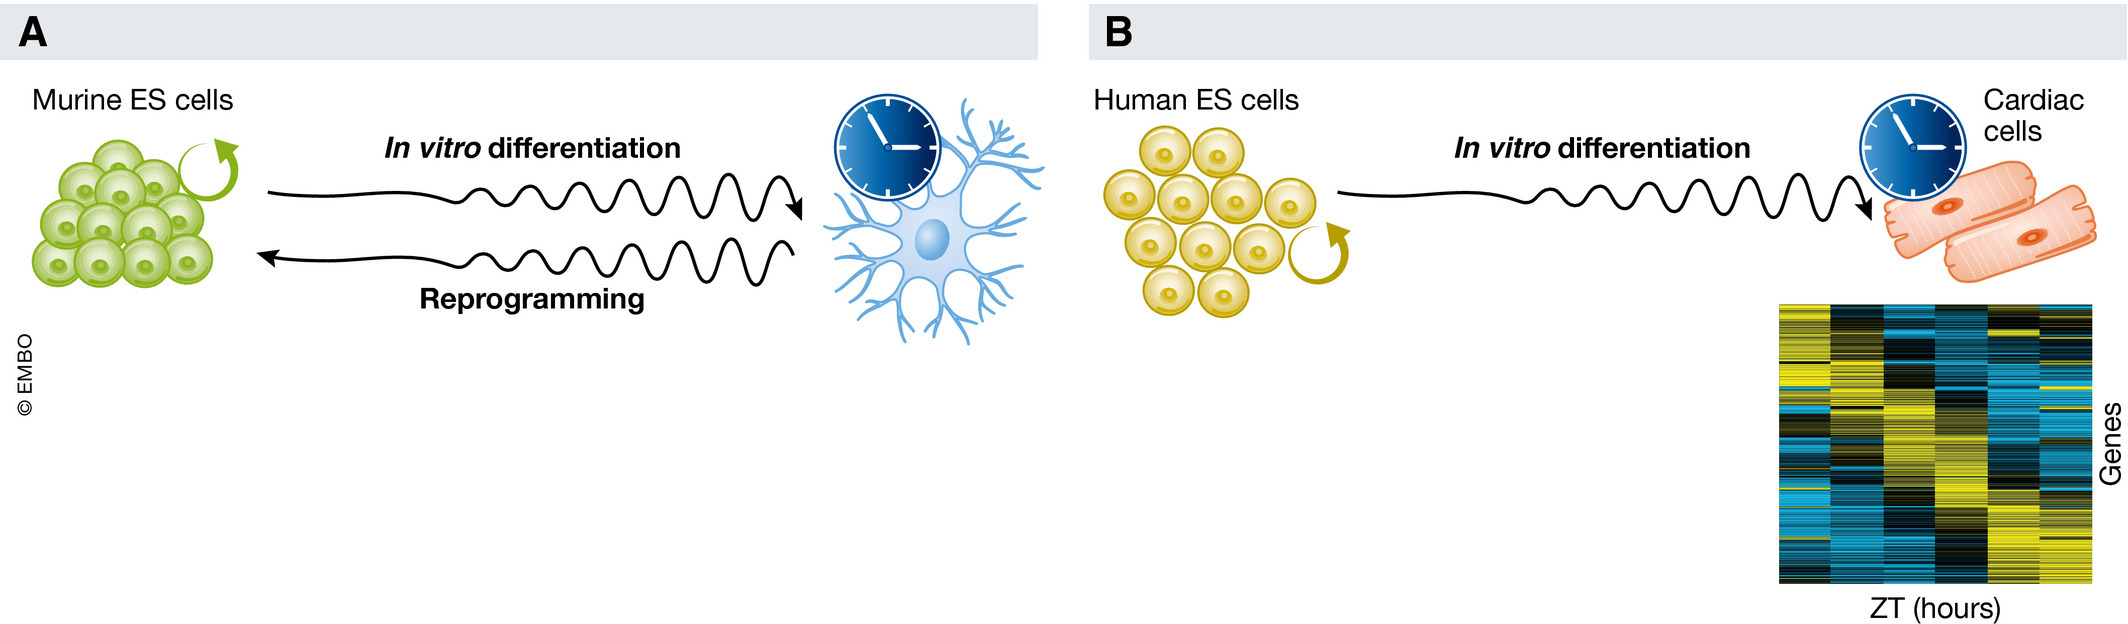 A
Murine ES cells
In vitro differentiation
Reprogramming
© EMBO
B
Human ES cells
In vitro differentiation
Cardiac
cells
Genes
ZT (hours)